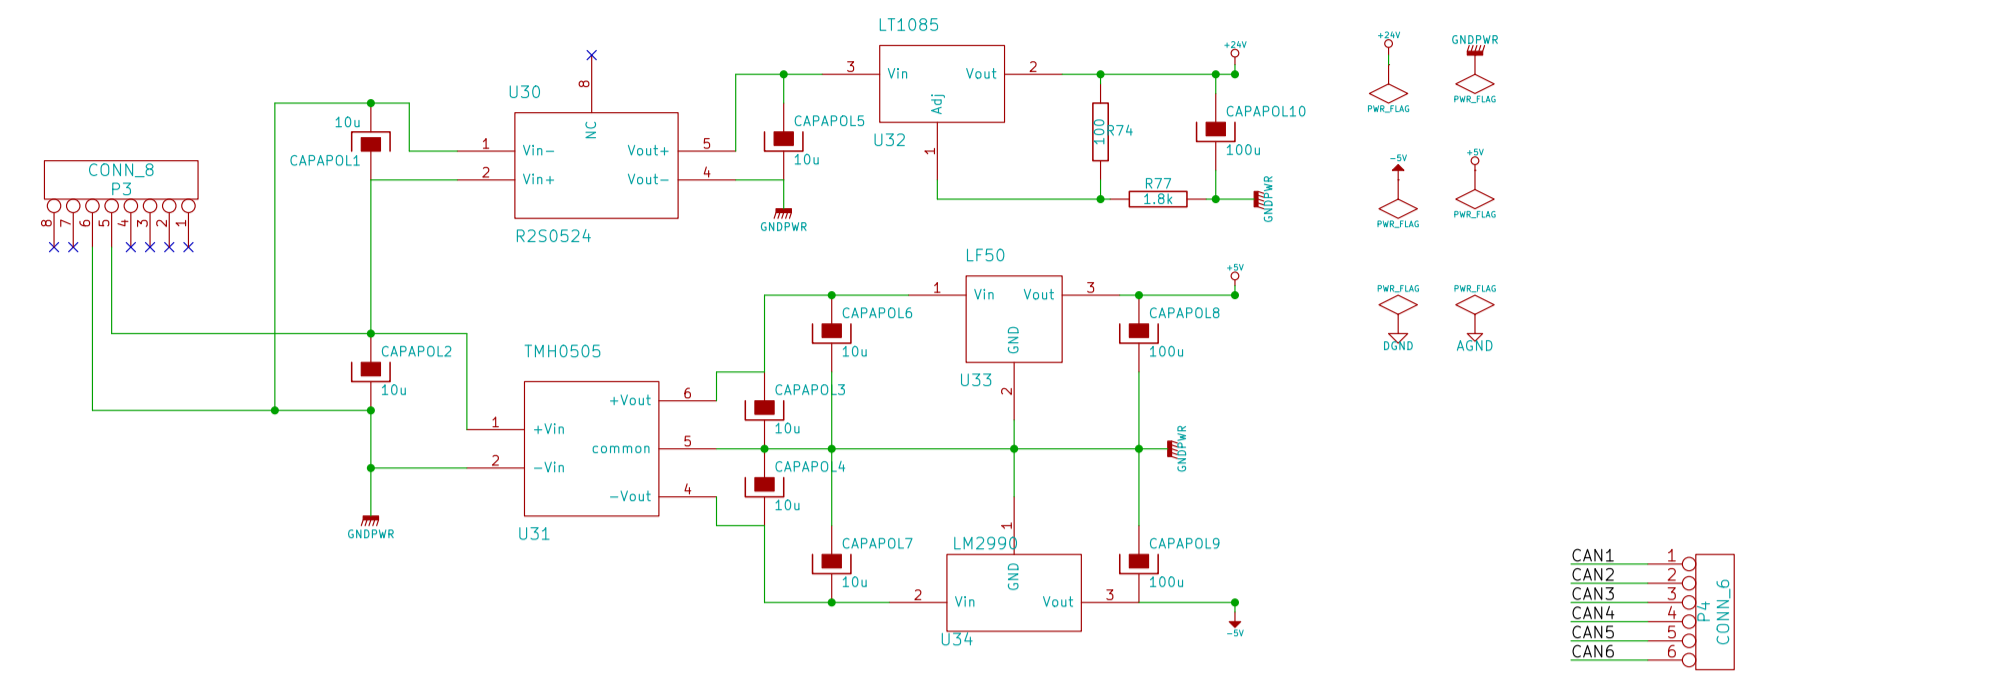 CONN_8
P3
8
7
6
5
4
3
2
1
10u
CAPAPOL1
CAPAPOL2
10u
GNDPWR
U30
8
NC
1
Vin-
2
Vin+
Vout+
5
Vout-
4
R2S0524
CAPAPOL5
10u
GNDPWR
LT1085
3
Vin
Vout
2
Adj
U32
1
100
R74
R77
1.8k
+24V
CAPAPOL10
100u
GNDPWR
TMH0505
+Vout
6
1
+Vin
common
5
2
-Vin
-Vout
4
U31
CAPAPOL3
10u
CAPAPOL4
10u
CAPAPOL6
10u
CAPAPOL7
10u
LF50
1
Vin
Vout
3
GND
U33
2
+5V
CAPAPOL8
100u
GNDPWR
1
LM2990
GND
2
Vin
Vout
3
U34
CAPAPOL9
100u
-5V
+24V
PWR_FLAG
GNDPWR
PWR_FLAG
-5V
PWR_FLAG
+5V
PWR_FLAG
PWR_FLAG
DGND
PWR_FLAG
AGND
CAN1
1
CAN2
2
CAN3
3
CAN4
4
CAN5
5
CAN6
6
P4
CONN_6